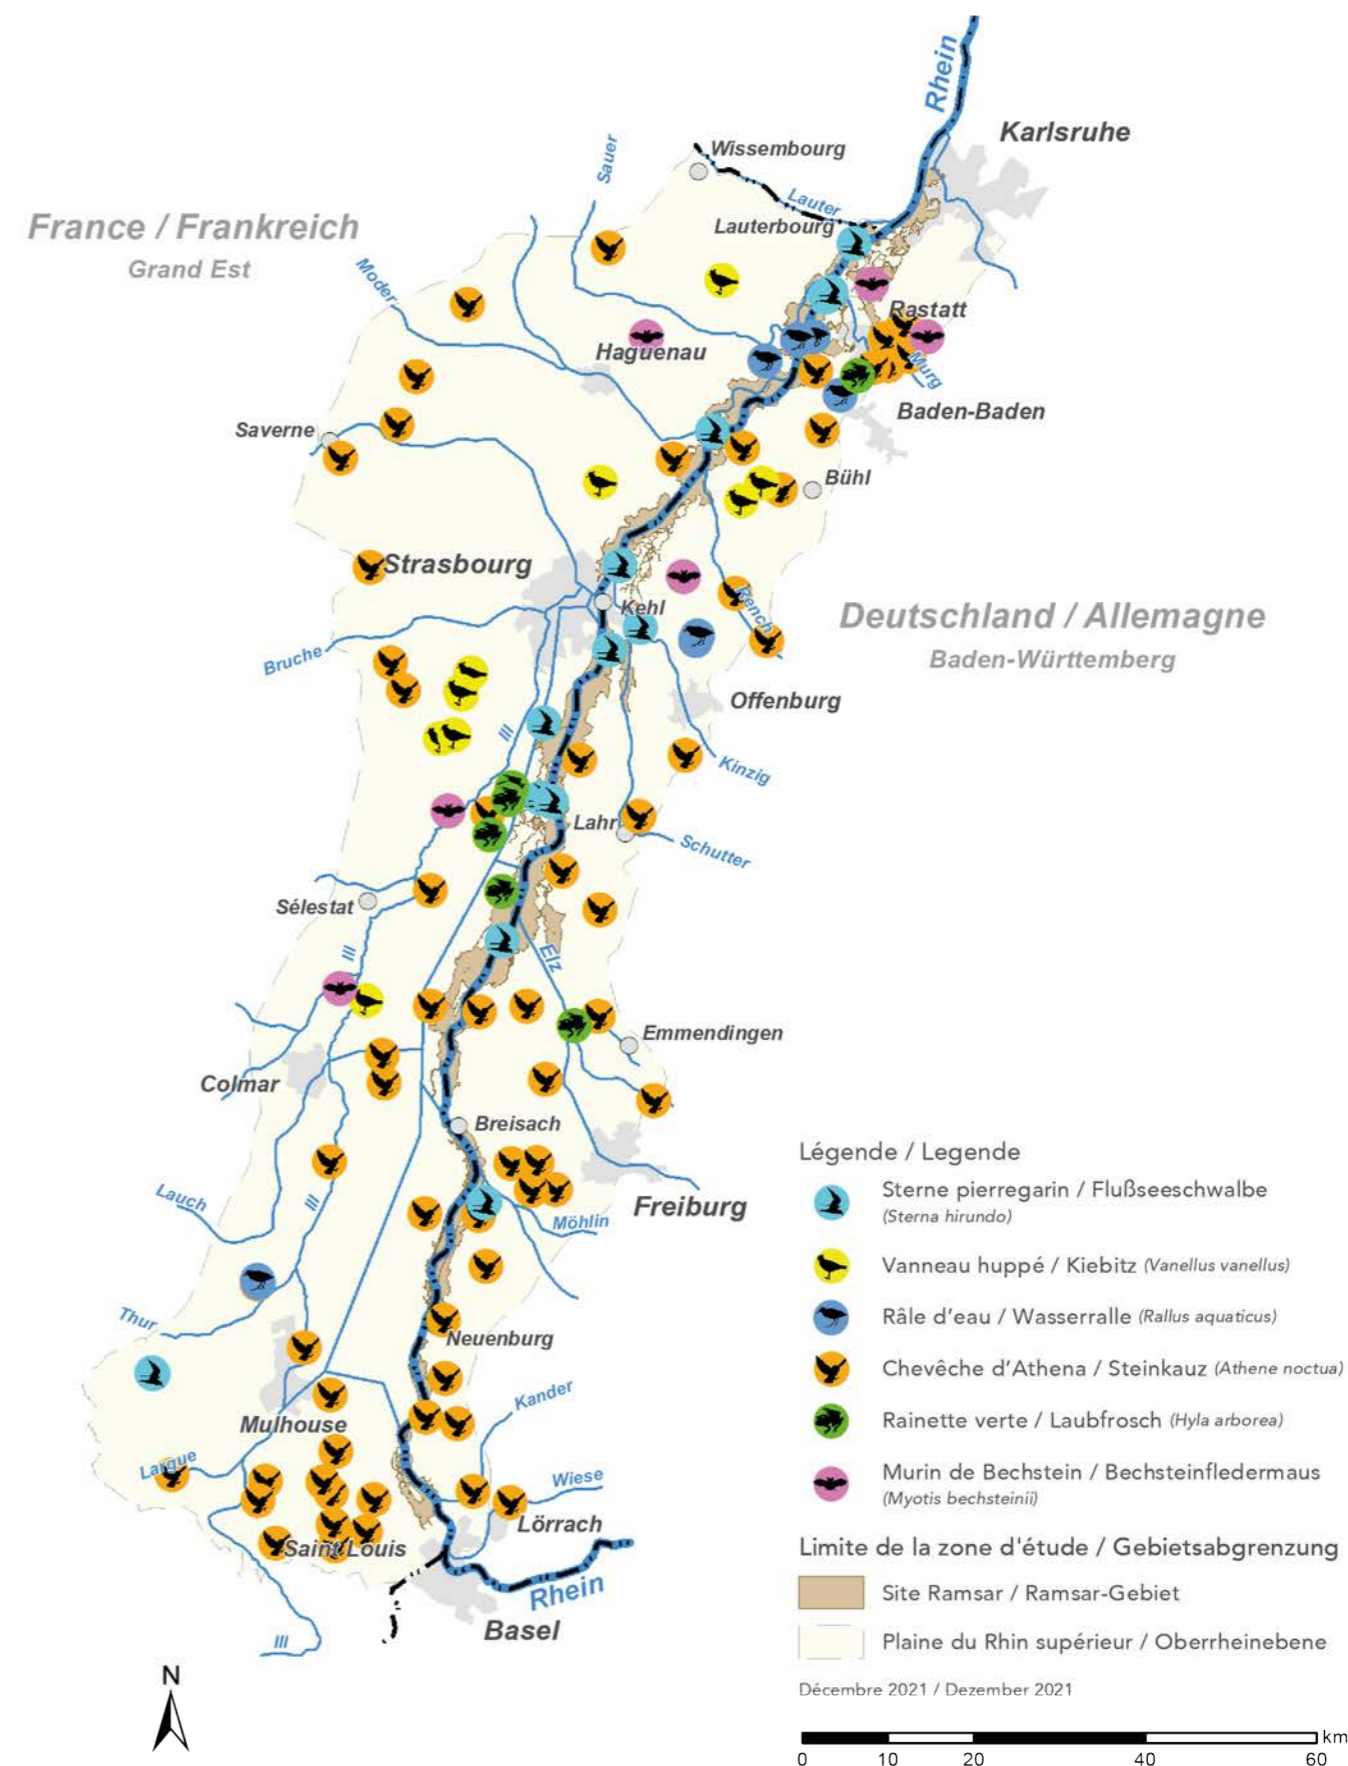 Rhein
Karlsruhe
Wissembourg
Sauer
Lauter
Lauterbourg
France / Frankreich
Grand Est
Moder
Rastatt
Haguenau
Murg
Baden-Baden
Saverne
Bühl
Strasbourg
Kehl
Rench
Deutschland / Allemagne
Baden-Württemberg
Bruche
Offenburg
Ill
Kinzig
Lahr
Schutter
Sélestat
Ill
Elz
Emmendingen
Colmar
Breisach
Légende / Legende
Lauch
Ill
Freiburg
Möhlin
Sterne pierregarin / Flußseeschwalbe
(Sterna hirundo)
Vanneau huppé / Kiebitz (Vanellus vanellus)
Thur
Neuenburg
Râle d'eau / Wasserralle (Rallus aquaticus)
Chevêche d'Athena / Steinkauz (Athene noctua)
Kander
Mulhouse
Rainette verte / Laubfrosch (Hyla arborea)
Largue
Wiese
Murin de Bechstein / Bechsteinfledermaus
(Myotis bechsteinii)
Lörrach
Saint Louis
Limite de la zone d'étude / Gebietsabgrenzung
Rhein
Site Ramsar / Ramsar-Gebiet
Basel
Ill
Plaine du Rhin supérieur / Oberrheinebene
N
Décembre 2021 / Dezember 2021
km
0 10 20 40 60